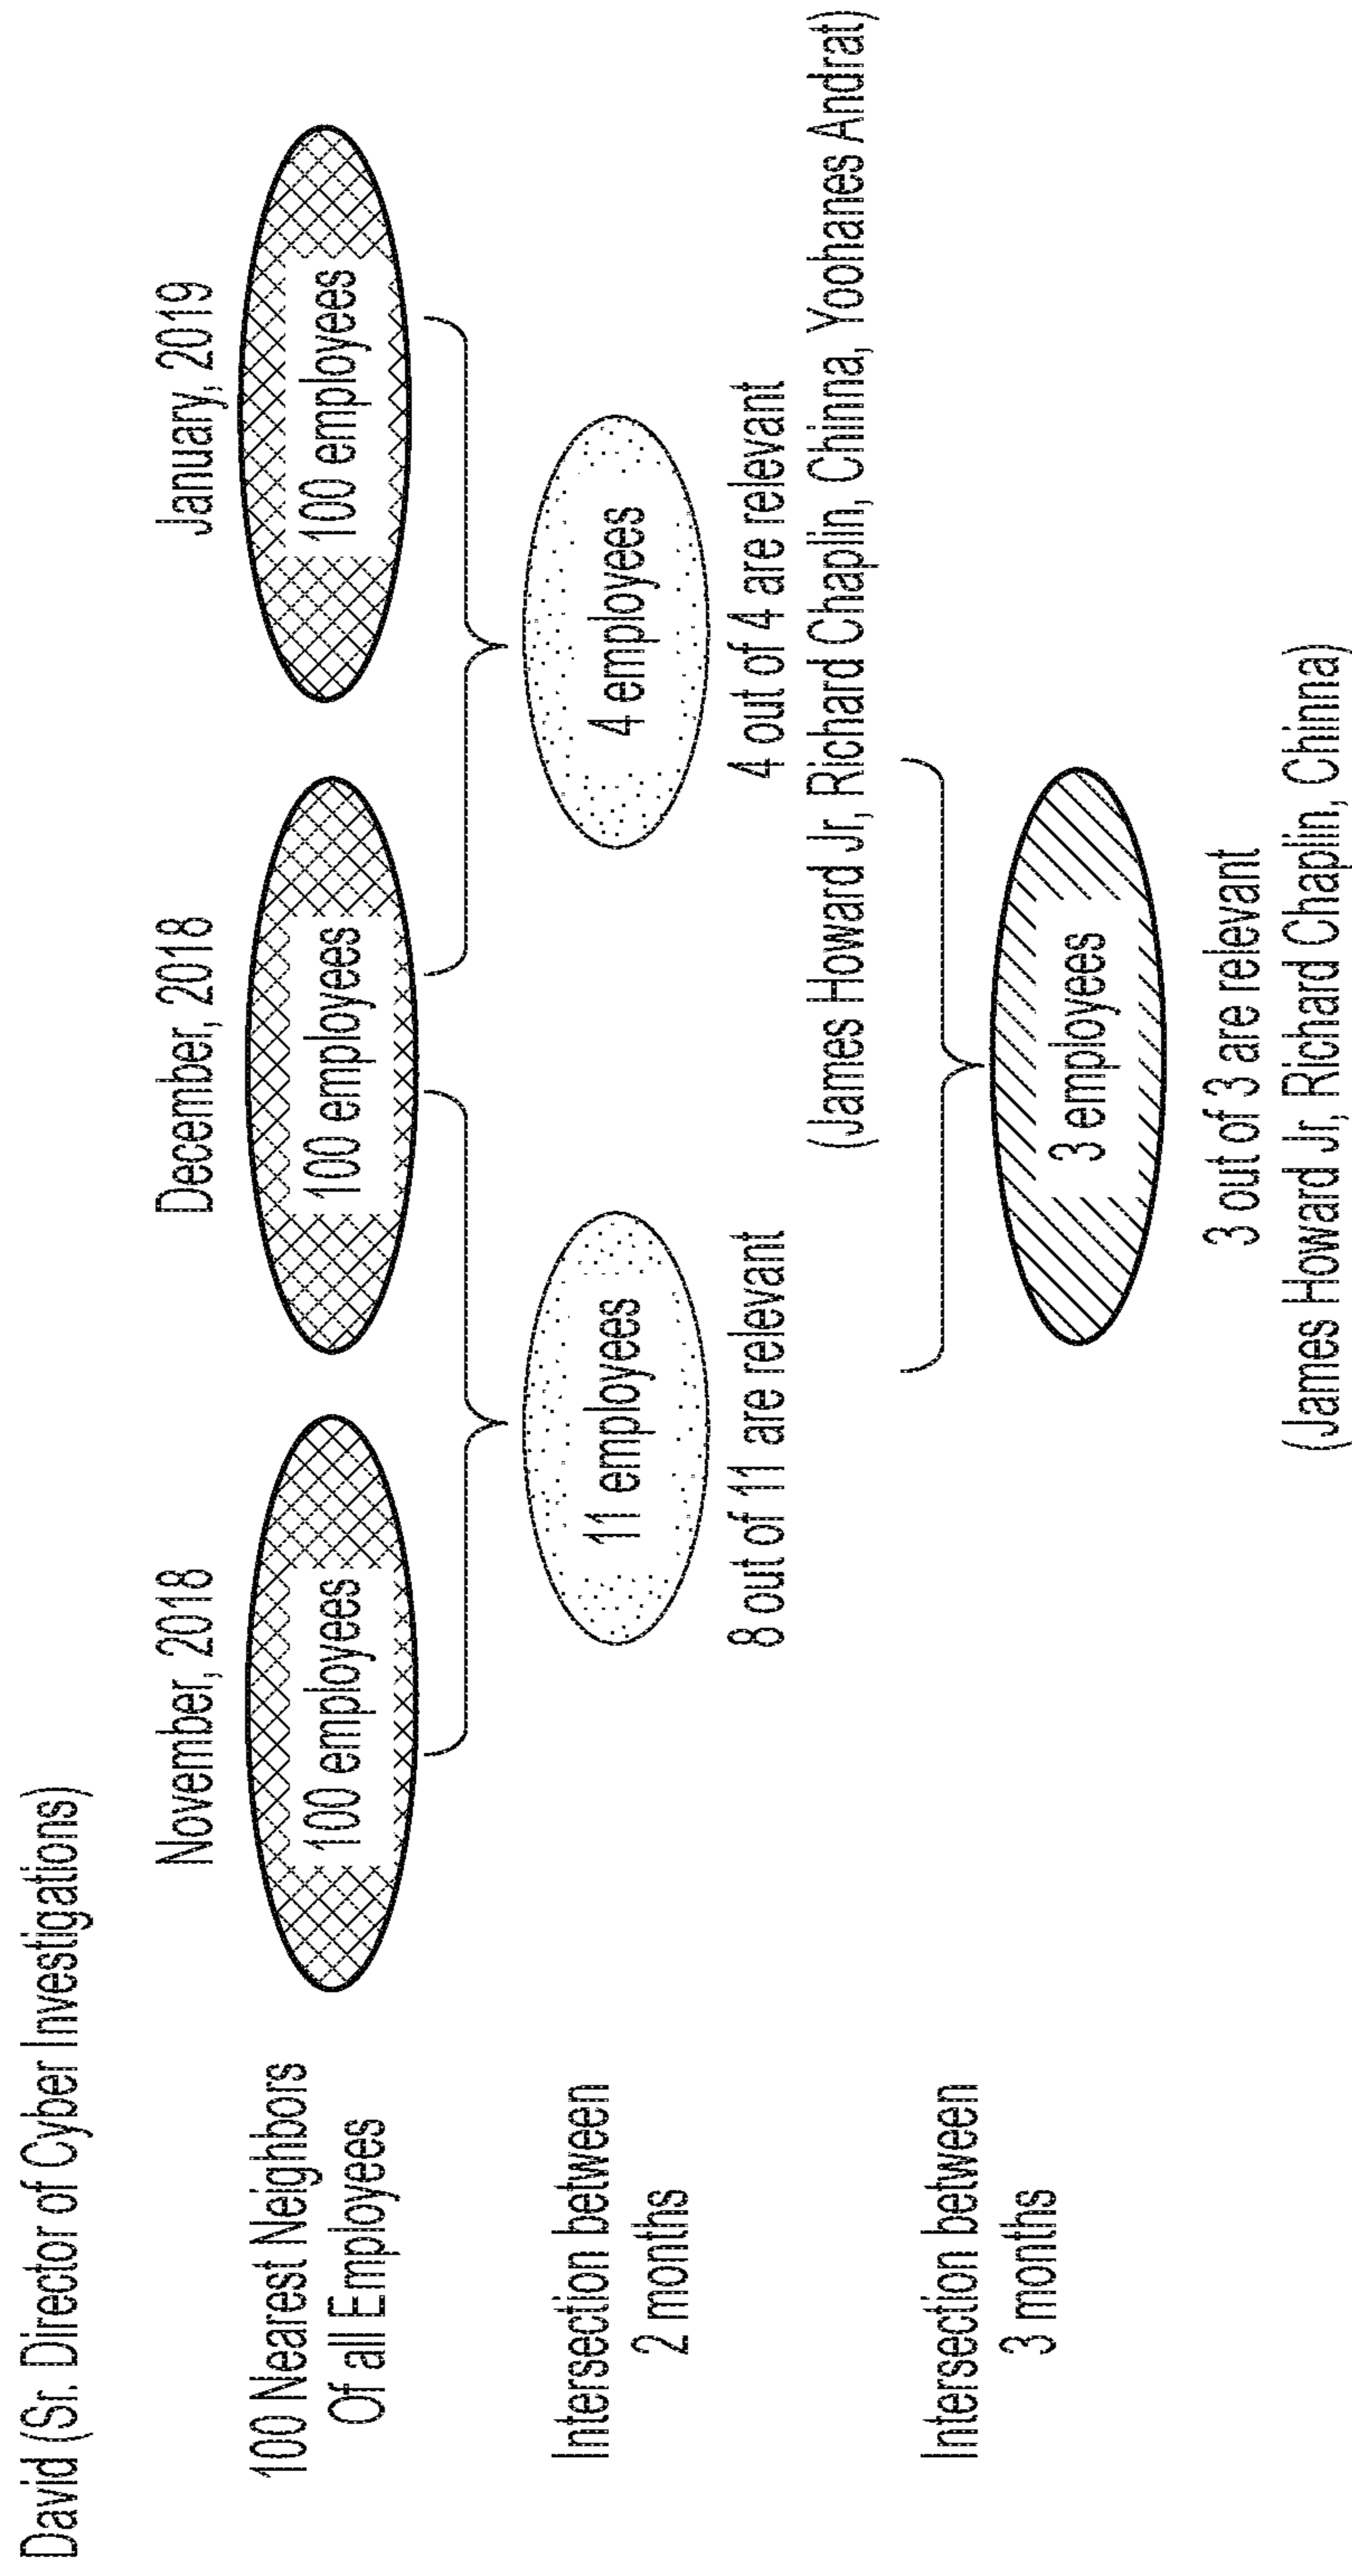 David (Sr. Director of Cyber Investigations)
November, 2018
December, 2018
January, 2019
100 Nearest Neighbors
Of all Employees
100 employees
100 employees
100 employees
Intersection between
2 months
11 employees
4 employees
8 out of 11 are relevant
4 out of 4 are relevant
(James Howard Jr, Richard Chaplin, Chinna, Yoohanes Andrat)
Intersection between
3 months
3 employees
3 out of 3 are relevant
(James Howard Jr, Richard Chaplin, Chinna)